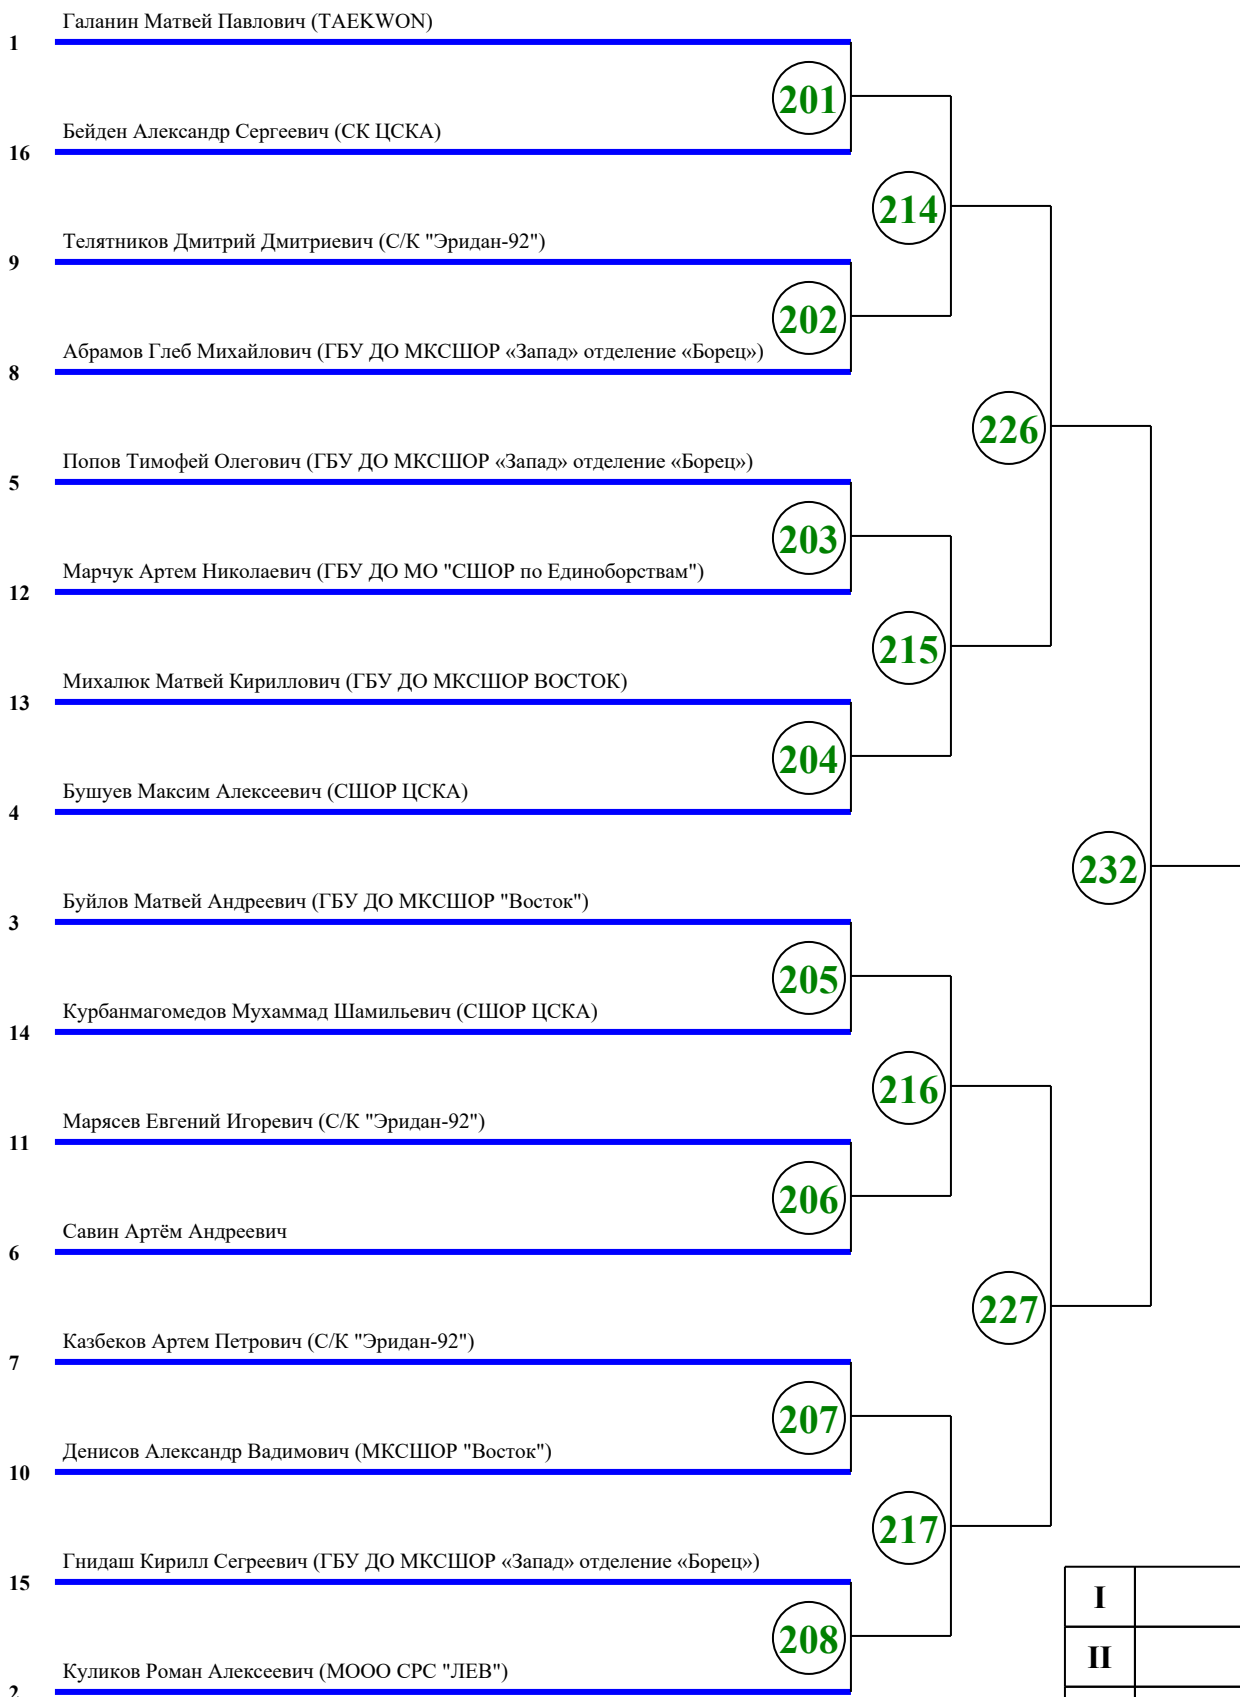 Галанин Матвей Павлович (TAEKWON)
1
201
Бейден Александр Сергеевич (СК ЦСКА)
16
214
Телятников Дмитрий Дмитриевич (С/К "Эридан-92")
9
202
Абрамов Глеб Михайлович (ГБУ ДО МКСШОР «Запад» отделение «Борец»)
8
226
Попов Тимофей Олегович (ГБУ ДО МКСШОР «Запад» отделение «Борец»)
5
203
Марчук Артем Николаевич (ГБУ ДО МО "СШОР по Единоборствам")
12
215
Михалюк Матвей Кириллович (ГБУ ДО МКСШОР ВОСТОК)
13
204
Бушуев Максим Алексеевич (СШОР ЦСКА)
4
232
Буйлов Матвей Андреевич (ГБУ ДО МКСШОР "Восток")
3
205
Курбанмагомедов Мухаммад Шамильевич (СШОР ЦСКА)
14
216
Марясев Евгений Игоревич (С/К "Эридан-92")
11
206
Савин Артём Андреевич
6
227
Казбеков Артем Петрович (С/К "Эридан-92")
7
207
Денисов Александр Вадимович (МКСШОР "Восток")
10
217
Гнидаш Кирилл Сегреевич (ГБУ ДО МКСШОР «Запад» отделение «Борец»)
15
I
208
II
Куликов Роман Алексеевич (МООО СРС "ЛЕВ")
2